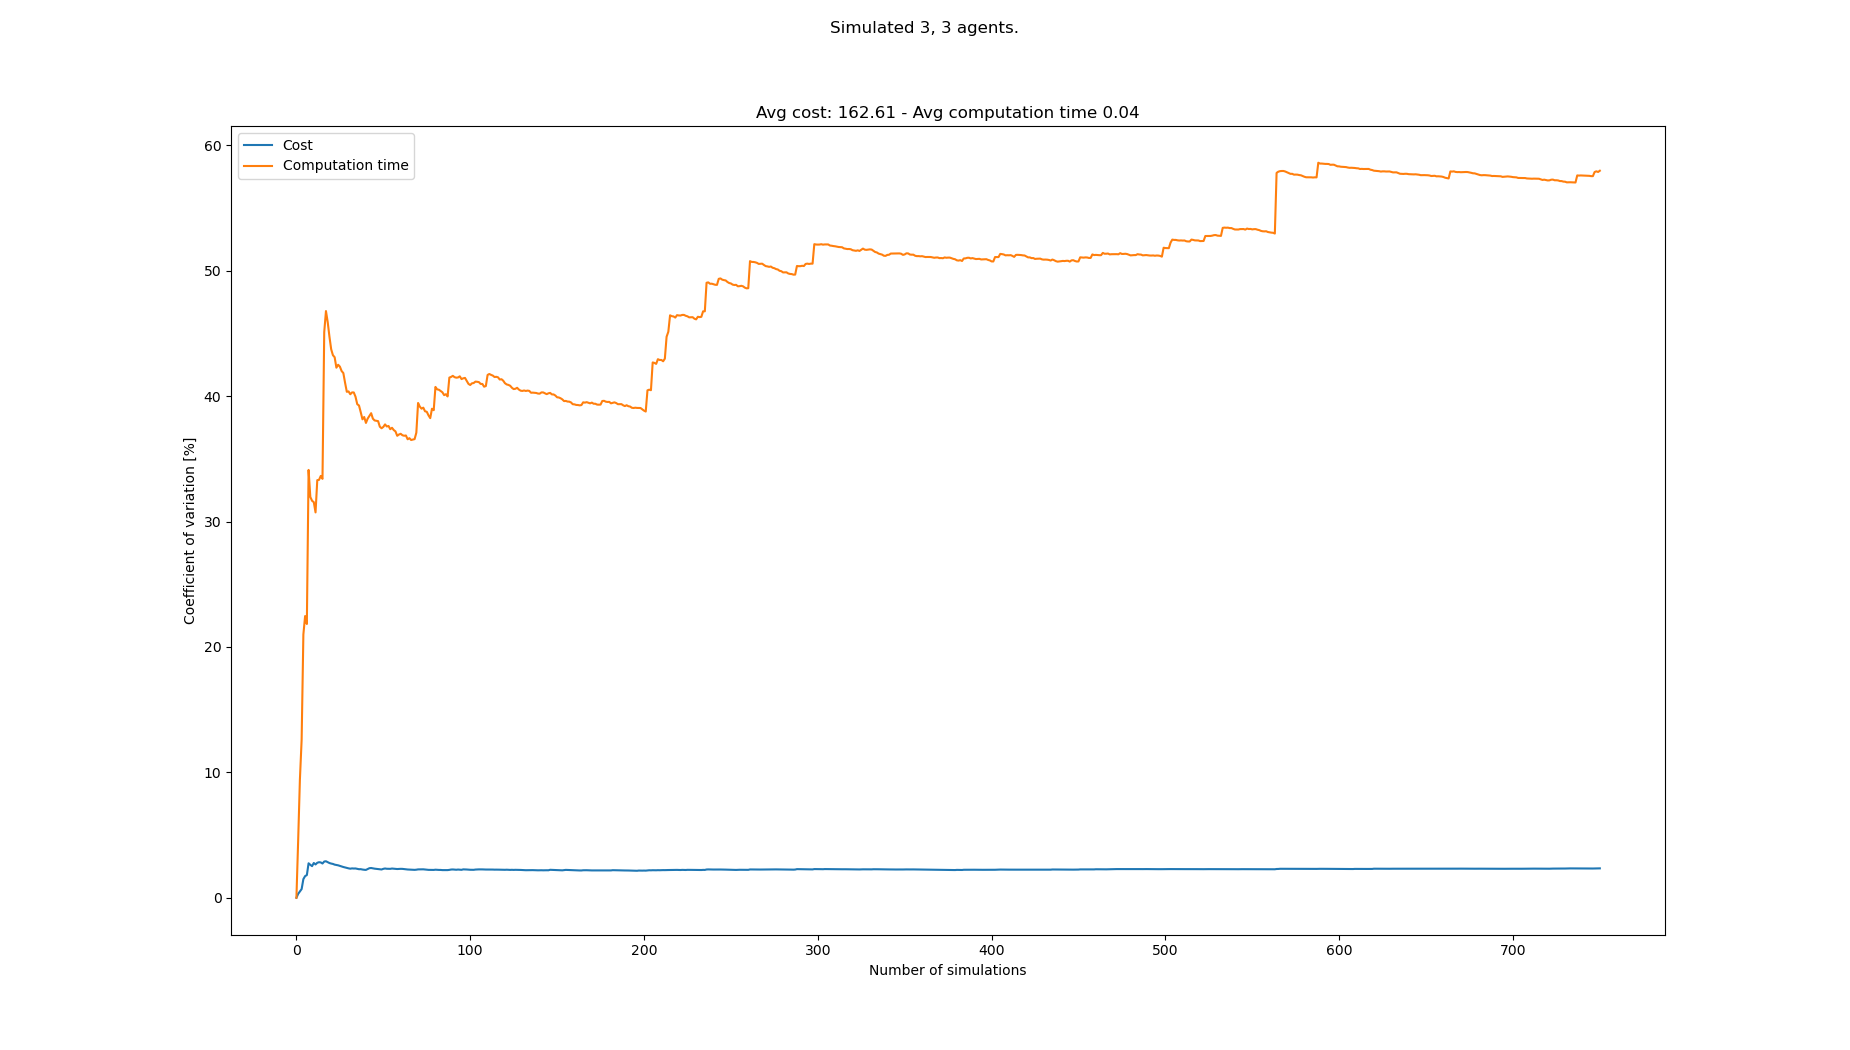 Simulated 3, 3 agents.
Avg cost: 162.61 - Avg computation time 0.04
Cost
Computation time
60
50
40
30
20
10
0
Coefficient of variation [%]
0 100 200 300 400 500 600 700
Number of simulations